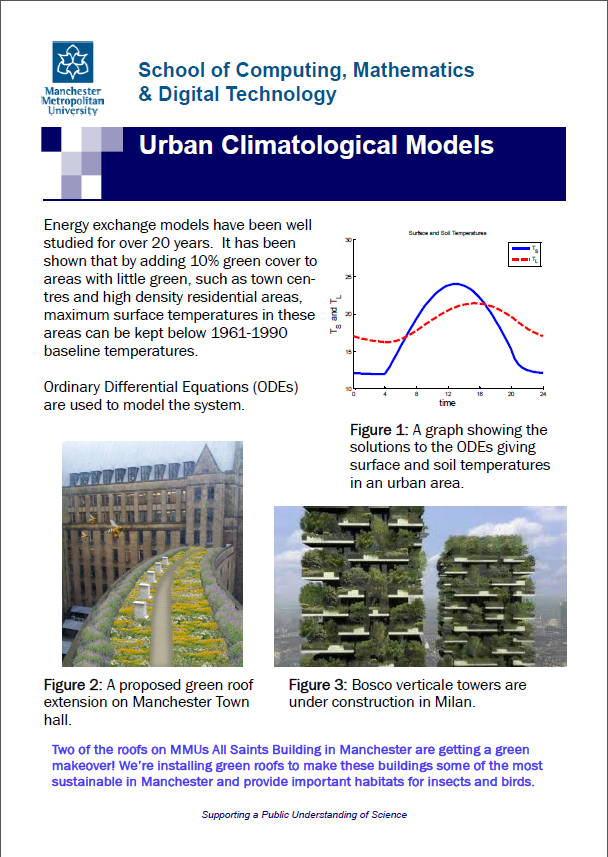 Manchester
Metropolitan
University
School of Computing, Mathematics
& Digital Technology
Urban Climatological Models
Energy exchange models have been well
studied for over 20 years.  It has been
shown that by adding 10% green cover to
areas with little green, such as town cen-
tres and high density residential areas,
maximum surface temperatures in these
areas can be kept below 1961-1990
baseline temperatures.
Ordinary Differential Equations (ODEs)
are used to model the system.
Surface and Soil Temperatures
30
25
20
15
10
T_S and T_L
T_S
T_L
0 4 8 12 16 20 24
time
Figure 1: A graph showing the
solutions to the ODEs giving
surface and soil temperatures
in an urban area.
Figure 2: A proposed green roof
extension on Manchester Town
hall.
Figure 3: Bosco verticale towers are
under construction in Milan.
Two of the roofs on MMUs All Saints Building in Manchester are getting a green
makeover! We're installing green roofs to make these buildings some of the most
sustainable in Manchester and provide important habitats for insects and birds.
Supporting a Public Understanding of Science